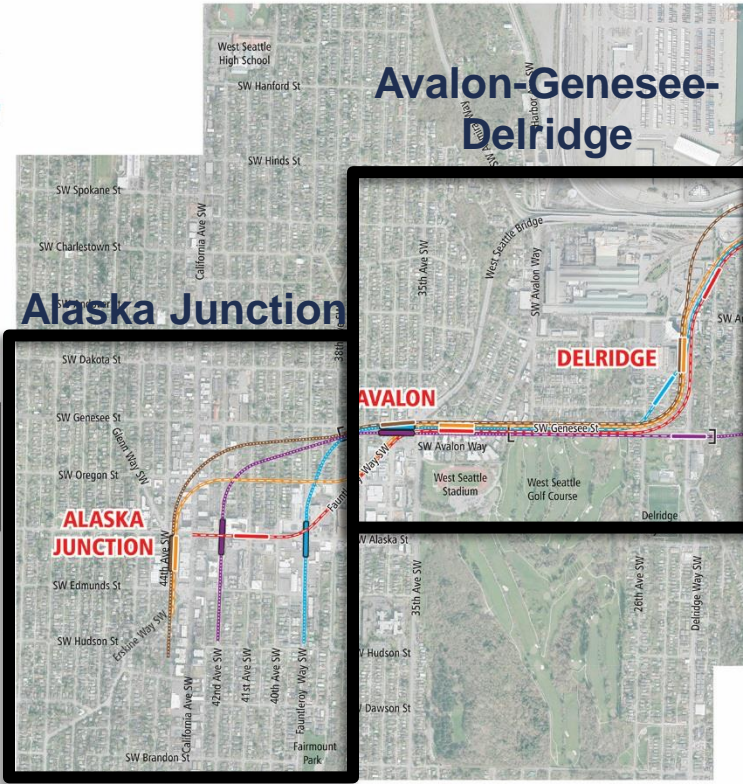 West Seattle
High School
SW Hanford St
Avalon-Genesee-
Delridge
SW Hinds St
SW Spokane St
SW Charlestown St
California Ave SW
Alaska Junction
35th Ave SW
West Seattle Bridge
SW Avalon Way
SW Dakota St
DELRIDGE
SW Genesee St
AVALON
SW Genesee St
Glenn Way SW
SW Avalon Way
SW Oregon St
West Seattle
Stadium
West Seattle
Golf Course
Delridge
ALASKA
JUNCTION
44th Ave SW
W Alaska St
35th Ave SW
26th Ave SW
Delridge Way SW
SW Edmunds St
Erskine Way SW
SW Hudson St
W Hudson St
California Ave SW
42nd Ave SW
41st Ave SW
40th Ave SW
Fauntleroy Way SW
Dawson St
SW Brandon St
Fairmount
Park